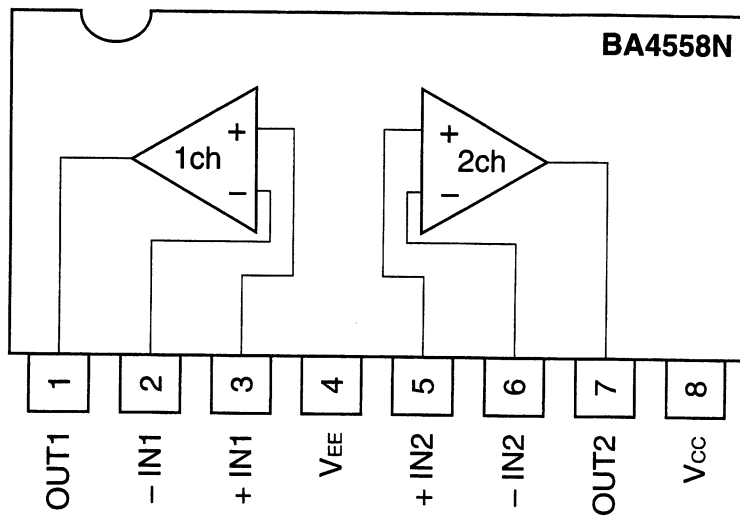 BA4558N
+
1ch
−
+
2ch
−
1
2
3
4
5
6
7
8
OUT1
− IN1
+ IN1
VEE
+ IN2
− IN2
OUT2
VCC